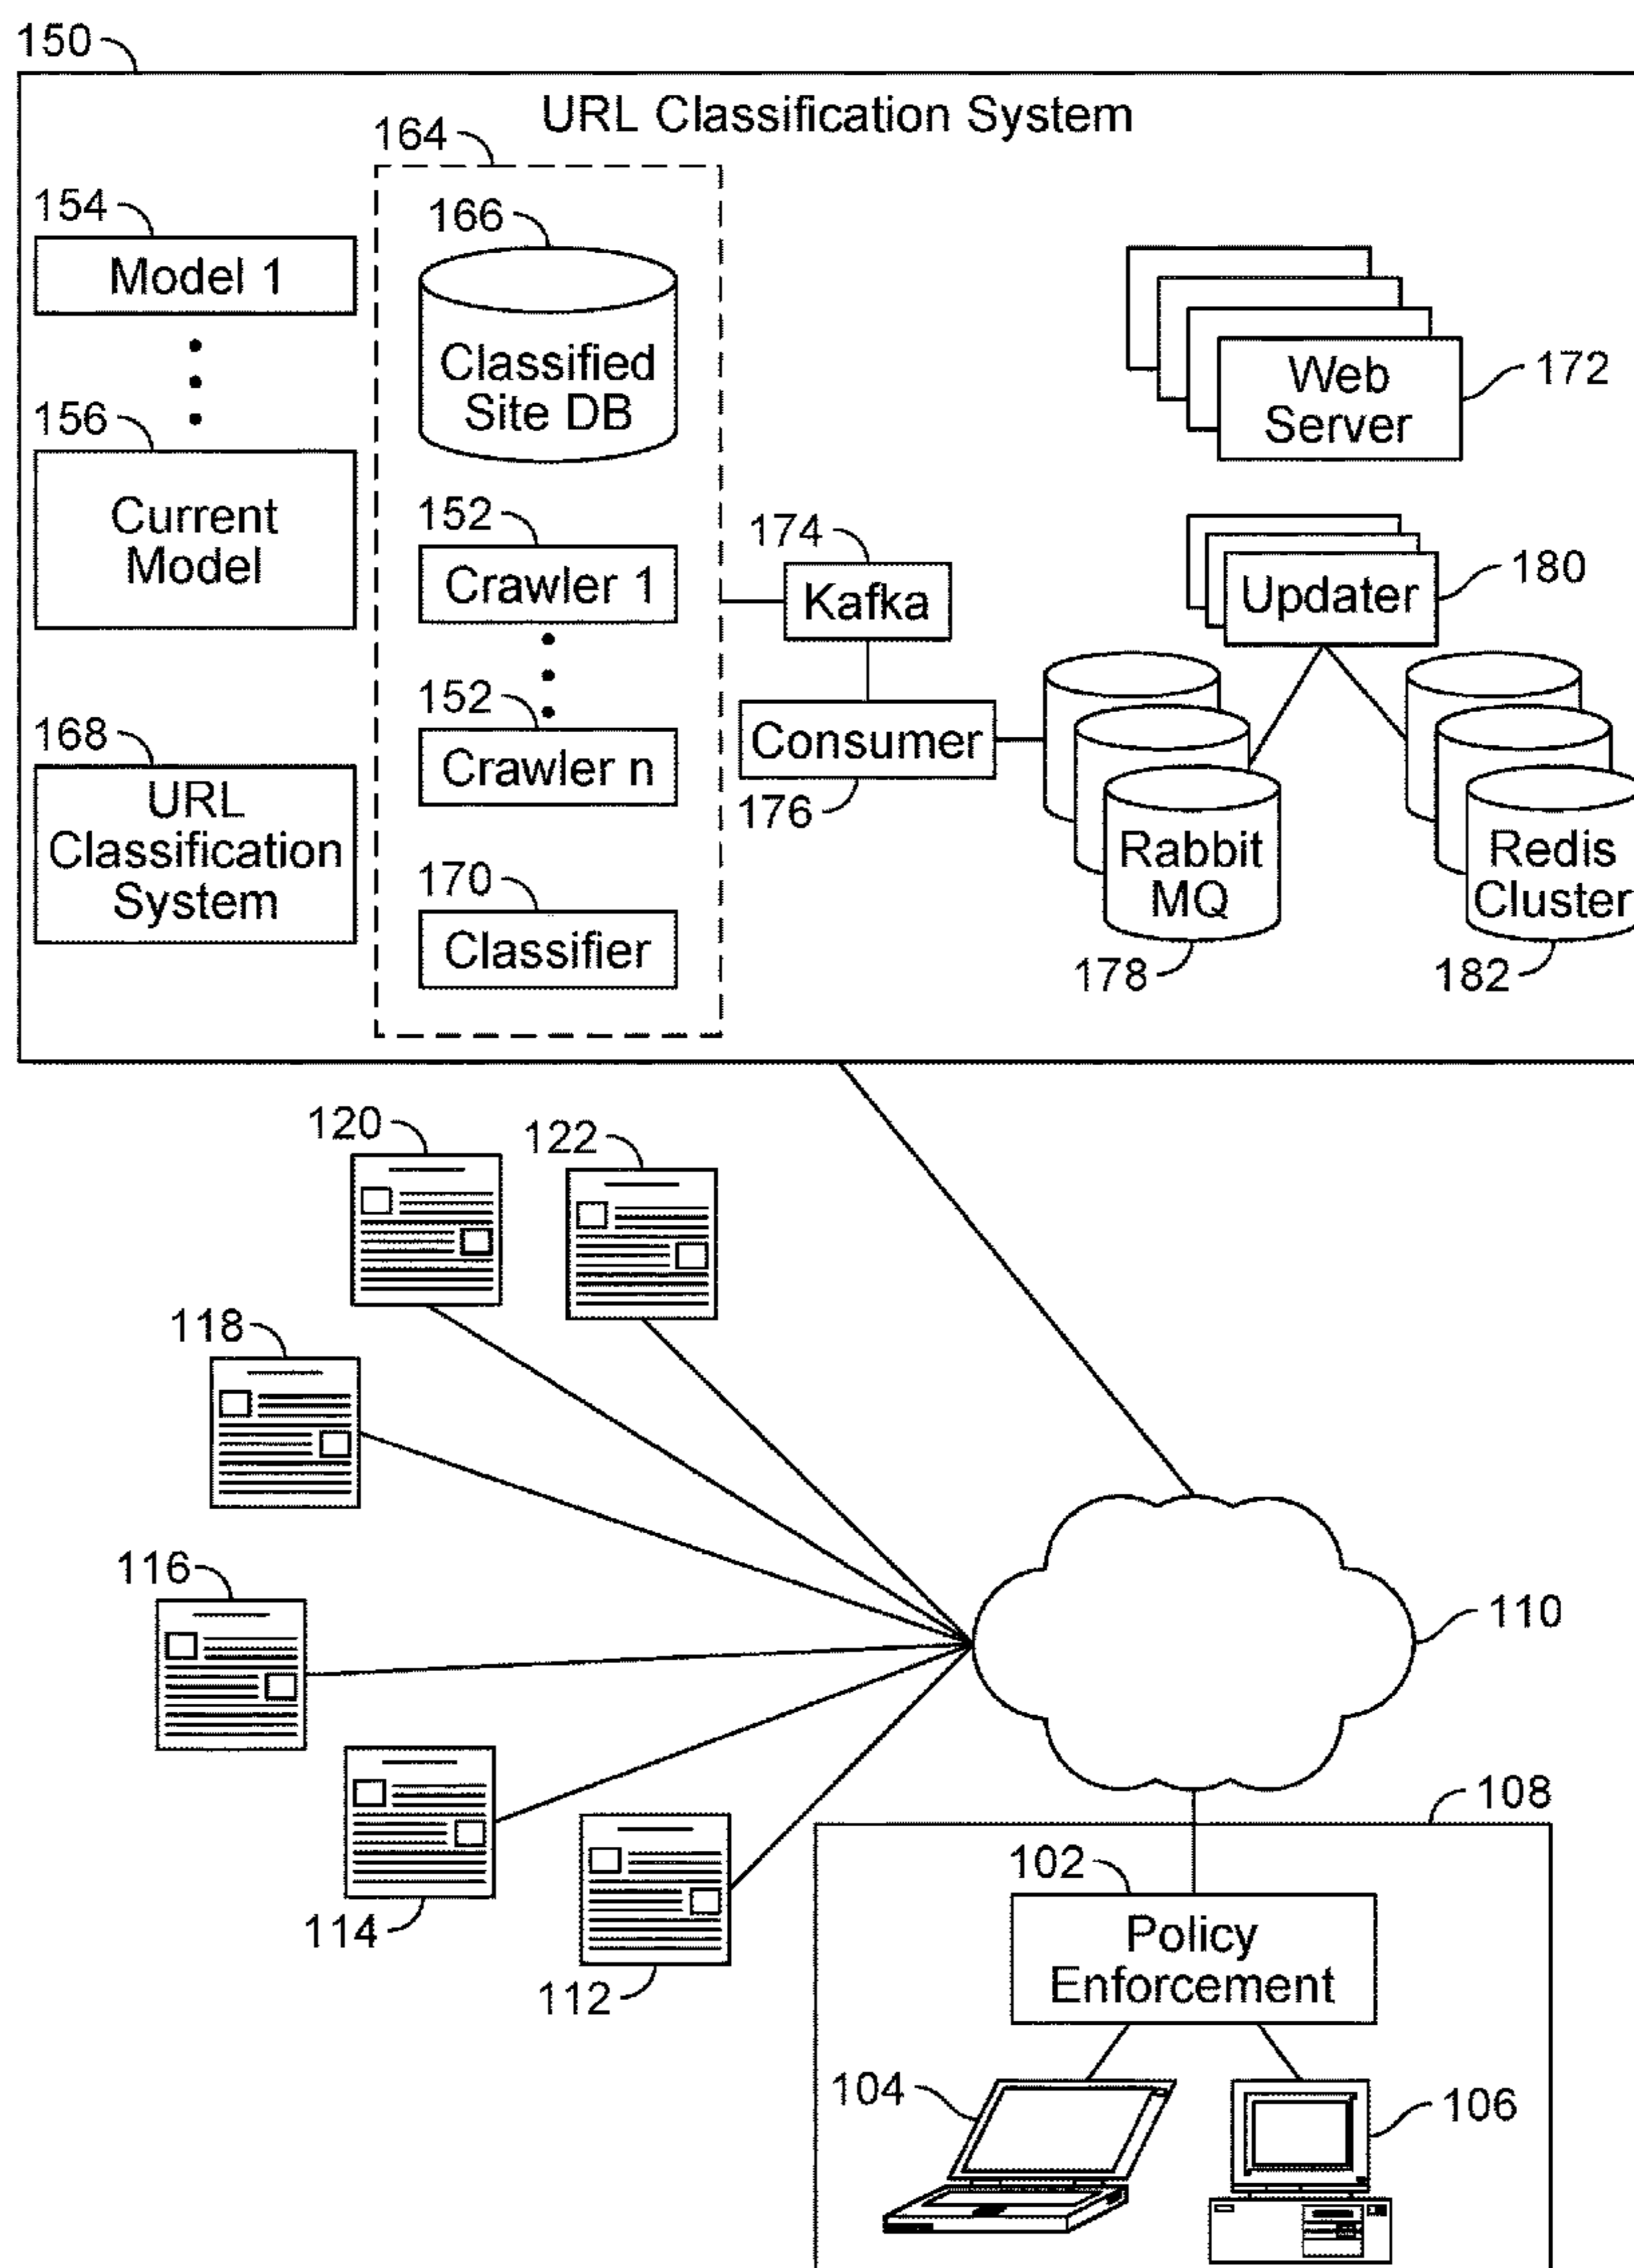 150
URL Classification System
164
154
166
Model 1
Classified
Site DB
Web
Server
172
156
Current
Model
152
Crawler 1
174
Kafka
Updater
180
152
Crawler n
Consumer
176
168
URL
Classification
System
Rabbit
MQ
Redis
Cluster
170
Classifier
178
182
120
122
118
116
110
108
102
Policy
Enforcement
114
112
104
106